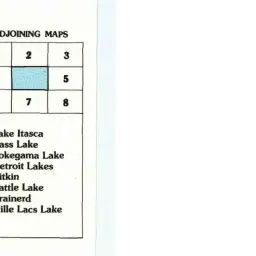 DJOINING MAPS
2 3
5
7 8
ake Itasca
ass Lake
okegama Lake
etroit Lakes
itkin
attle Lake
rainerd
ille Lacs Lake